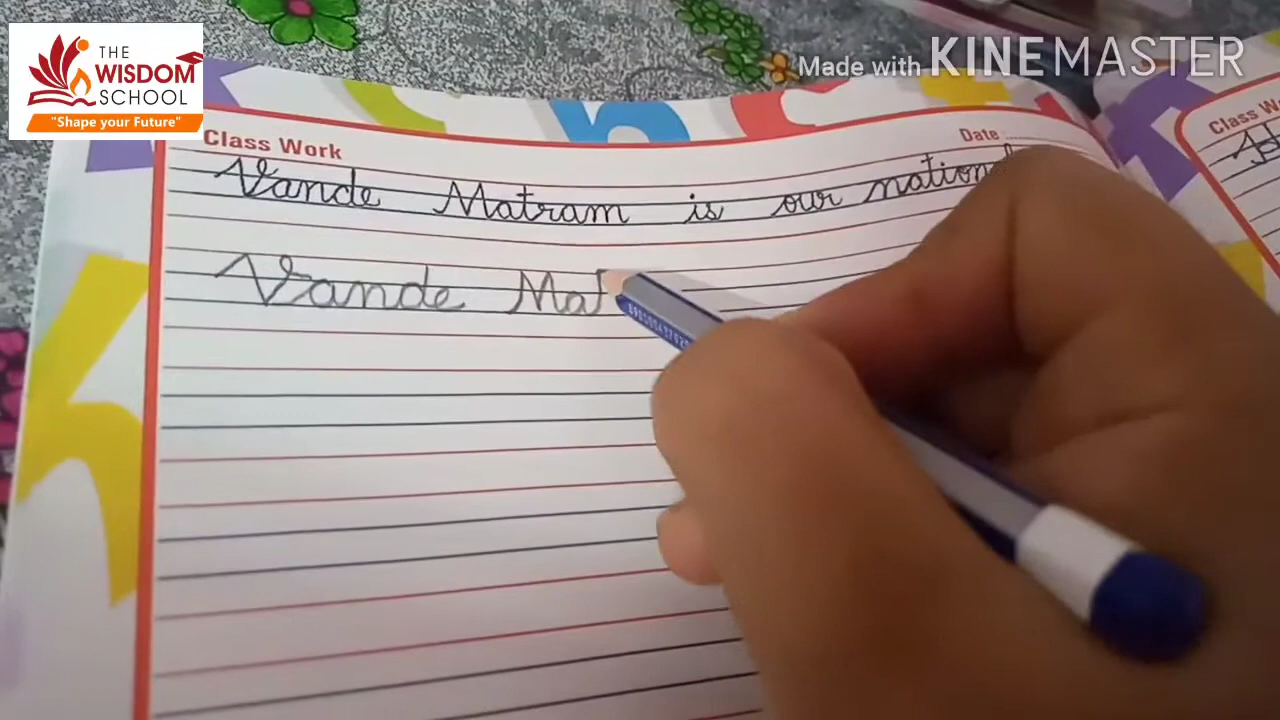 THE
WISDOM
SCHOOL
"Shape your Future"
Made with KINEMASTER
Class Work
Date
Class
Vande Matram is our national
Vande Mat